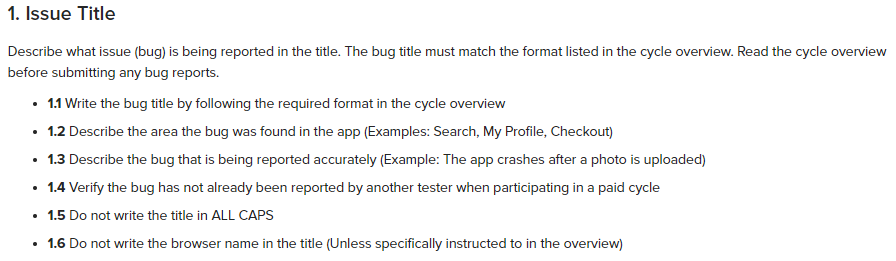 1. Issue Title
Describe what issue (bug) is being reported in the title. The bug title must match the format listed in the cycle overview. Read the cycle overview
before submitting any bug reports.
• 1.1 Write the bug title by following the required format in the cycle overview
• 1.2 Describe the area the bug was found in the app (Examples: Search, My Profile, Checkout)
• 1.3 Describe the bug that is being reported accurately (Example: The app crashes after a photo is uploaded)
• 1.4 Verify the bug has not already been reported by another tester when participating in a paid cycle
• 1.5 Do not write the title in ALL CAPS
• 1.6 Do not write the browser name in the title (Unless specifically instructed to in the overview)